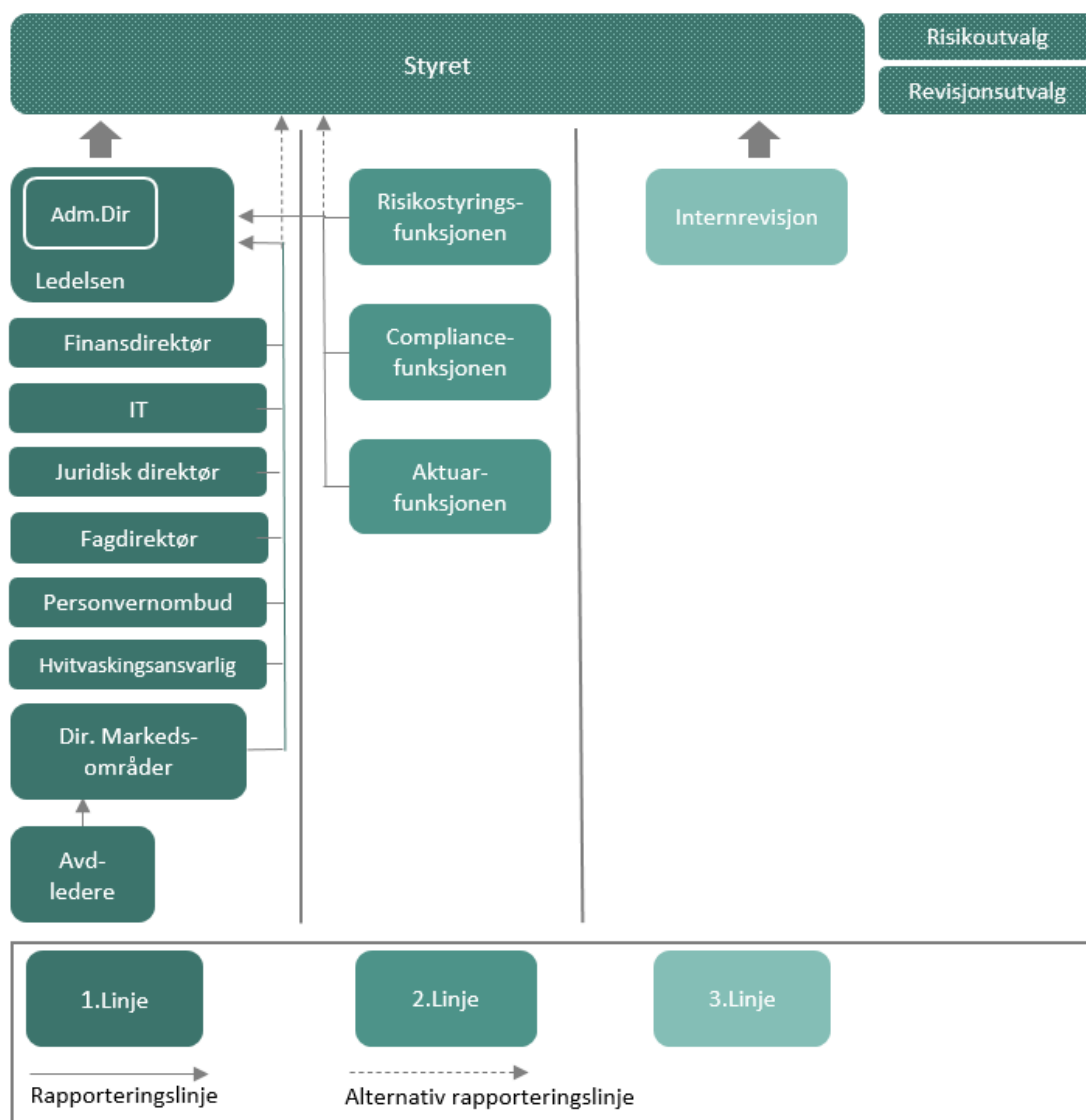 Styret
Risikoutvalg
Revisjonsutvalg
Adm.Dir
Ledelsen
Finansdirektør
IT
Juridisk direktør
Fagdirektør
Personvernombud
Hvitvaskingsansvarlig
Dir. Markeds-
områder
Avd-
ledere
Risikostyrings-
funksjonen
Compliance-
funksjonen
Aktuar-
funksjonen
Internrevisjon
1.Linje
2.Linje
3.Linje
Rapporteringslinje
Alternativ rapporteringslinje